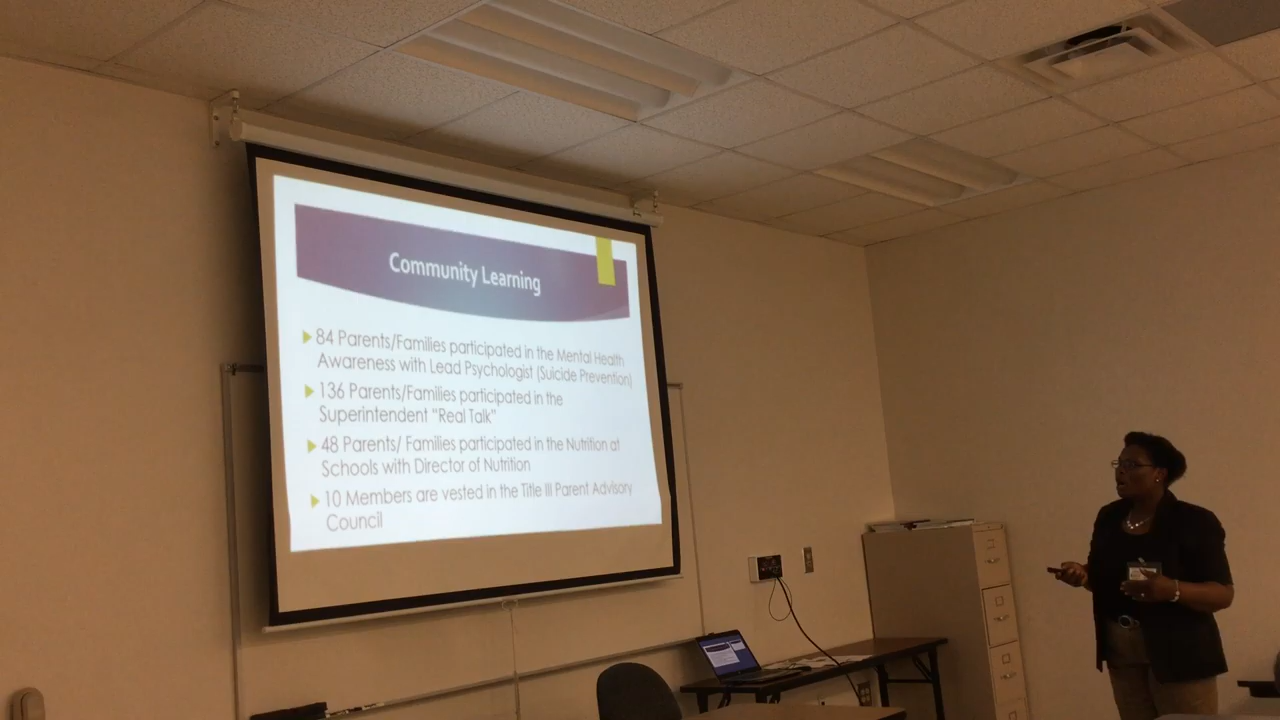 Community Learning
84 Parents/Families participated in the Mental Health
Awareness with Lead Psychologist (Suicide Prevention)
136 Parents/Families participated in the
Superintendent "Real Talk"
48 Parents/ Families participated in the Nutrition at
Schools with Director of Nutrition
10 Members are vested in the Title III Parent Advisory
Council